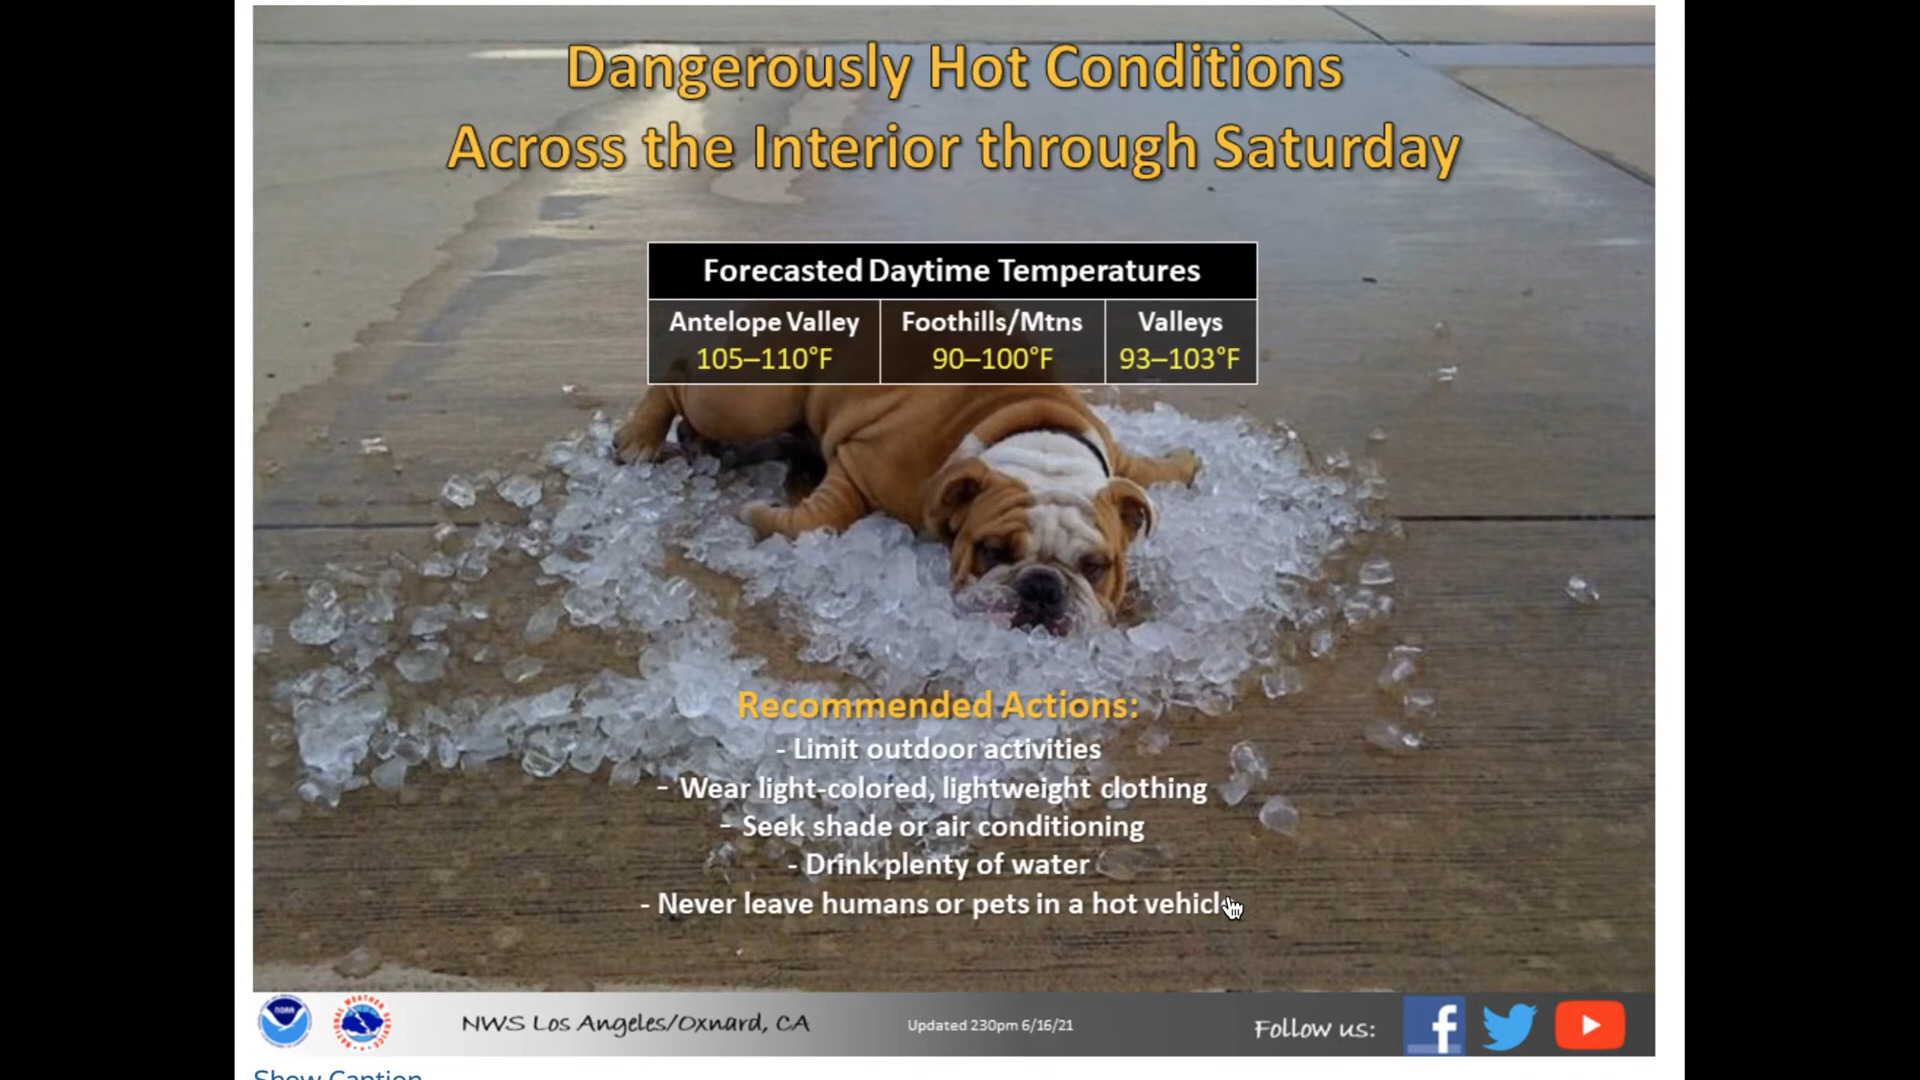 Dangerously Hot Conditions
Across the Interior through Saturday
Forecasted Daytime Temperatures
Antelope Valley Foothills/Mtns Valleys
105–110°F 90–100°F 93–103°F
Recommended Actions:
- Limit outdoor activities
- Wear light-colored, lightweight clothing
- Seek shade or air conditioning
- Drink plenty of water
- Never leave humans or pets in a hot vehicl
NOAA
NWS Los Angeles/Oxnard, CA
Updated 230pm 6/16/21
Follow us:
Show Caption